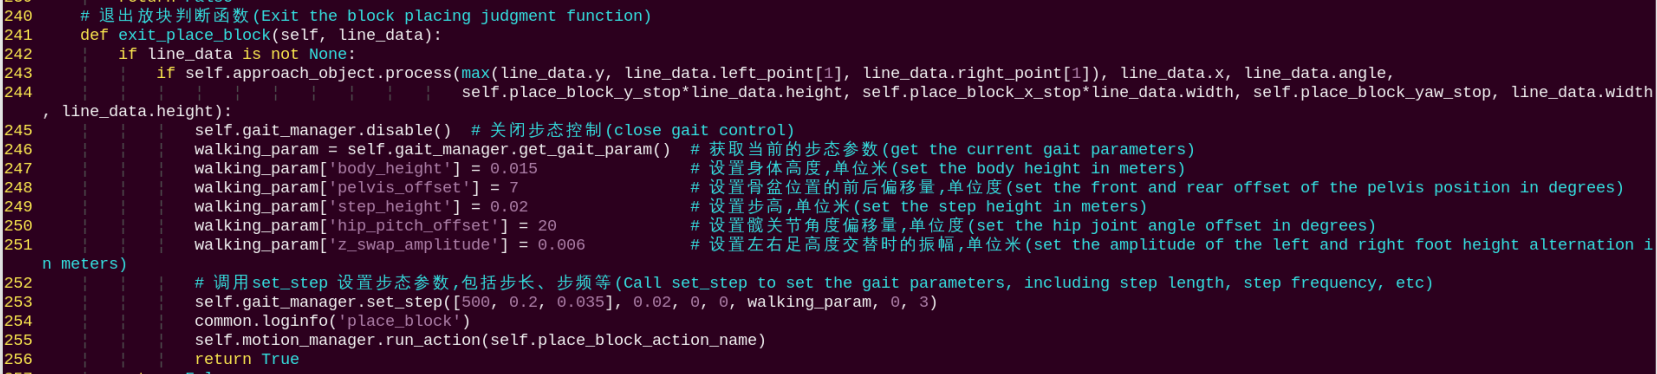 240     # 退出放块判断函数(Exit the block placing judgment function)
241     def exit_place_block(self, line_data):
242         if line_data is not None:
243             if self.approach_object.process(max(line_data.y, line_data.left_point[1], line_data.right_point[1]), line_data.x, line_data.angle,
244                                             self.place_block_y_stop*line_data.height, self.place_block_x_stop*line_data.width, self.place_block_yaw_stop, line_data.width
, line_data.height):
245                 self.gait_manager.disable()  # 关闭步态控制(close gait control)
246                 walking_param = self.gait_manager.get_gait_param()  # 获取当前的步态参数(get the current gait parameters)
247                 walking_param['body_height'] = 0.015                # 设置身体高度,单位米(set the body height in meters)
248                 walking_param['pelvis_offset'] = 7                  # 设置骨盆位置的前后偏移量,单位度(set the front and rear offset of the pelvis position in degrees)
249                 walking_param['step_height'] = 0.02                 # 设置步高,单位米(set the step height in meters)
250                 walking_param['hip_pitch_offset'] = 20              # 设置髋关节角度偏移量,单位度(set the hip joint angle offset in degrees)
251                 walking_param['z_swap_amplitude'] = 0.006           # 设置左右足高度交替时的振幅,单位米(set the amplitude of the left and right foot height alternation i
n meters)
252                 # 调用set_step 设置步态参数,包括步长、步频等(Call set_step to set the gait parameters, including step length, step frequency, etc)
253                 self.gait_manager.set_step([500, 0.2, 0.035], 0.02, 0, 0, walking_param, 0, 3)
254                 common.loginfo('place_block')
255                 self.motion_manager.run_action(self.place_block_action_name)
256                 return True